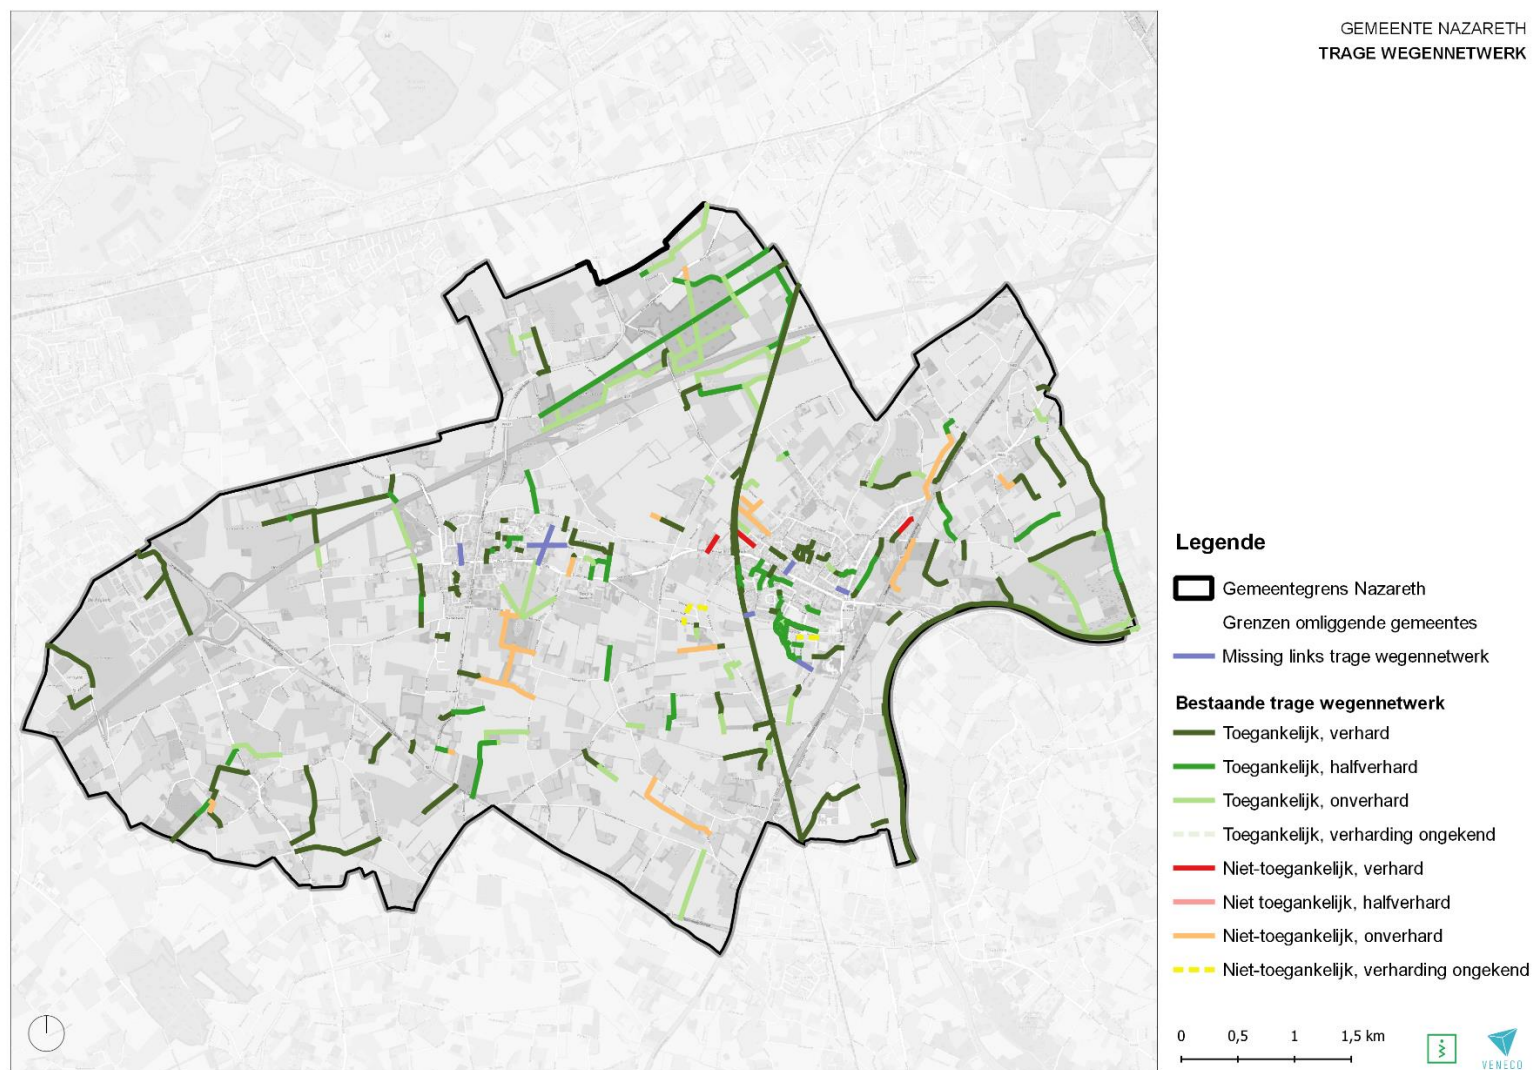 GEMEENTE NAZARETH
TRAGE WEGENNETWERK
Legende
Gemeentegrens Nazareth
Grenzen omliggende gemeentes
Missing links trage wegennetwerk
Bestaande trage wegennetwerk
Toegankelijk, verhard
Toegankelijk, halfverhard
Toegankelijk, onverhard
Toegankelijk, verharding ongekend
Niet-toegankelijk, verhard
Niet toegankelijk, halfverhard
Niet-toegankelijk, onverhard
Niet-toegankelijk, verharding ongekend
0 0,5 1 1,5 km
VENECO